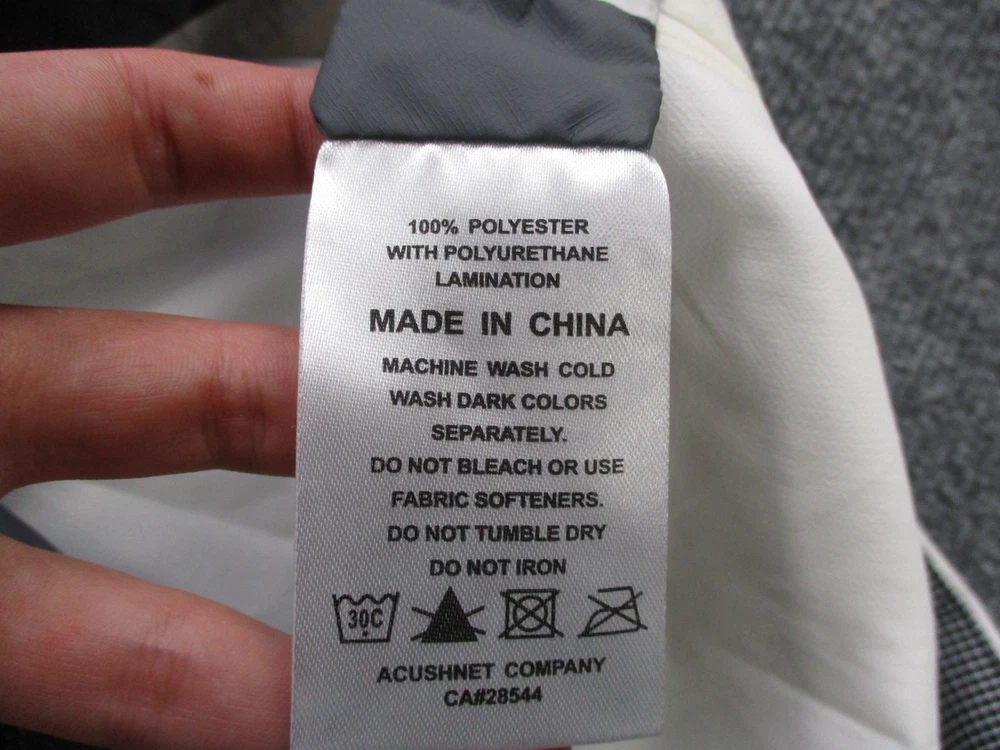 100% POLYESTER
WITH POLYURETHANE
LAMINATION
MADE IN CHINA
MACHINE WASH COLD
WASH DARK COLORS
SEPARATELY.
DO NOT BLEACH OR USE
FABRIC SOFTENERS.
DO NOT TUMBLE DRY
DO NOT IRON
30C
ACUSHNET COMPANY
CA#28544